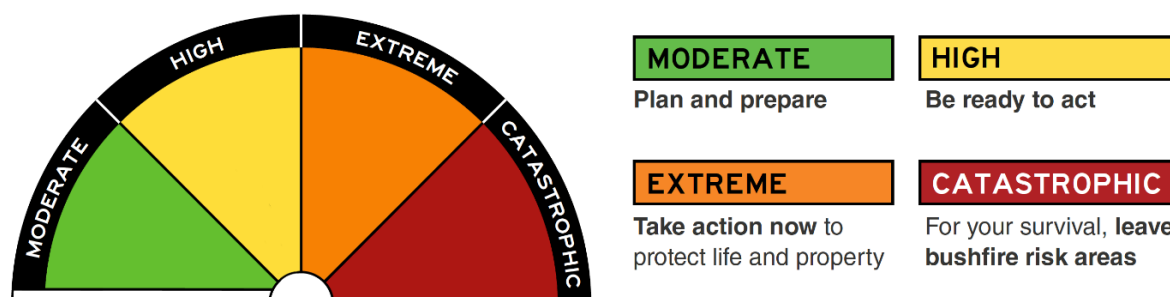 MODERATE
HIGH
EXTREME
CATASTROPHIC
MODERATE
Plan and prepare
HIGH
Be ready to act
EXTREME
Take action now to
protect life and property
CATASTROPHIC
For your survival, leave
bushfire risk areas